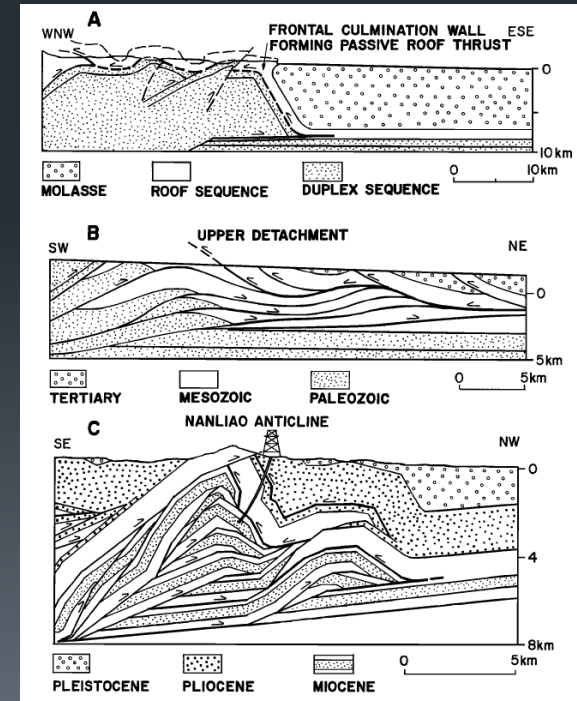 A
WNW
FRONTAL CULMINATION WALL
FORMING PASSIVE ROOF THRUST
ESE
0
10km
MOLASSE
ROOF SEQUENCE
DUPLEX SEQUENCE
0 10km
B
UPPER DETACHMENT
SW
NE
0
5km
TERTIARY
MESOZOIC
PALEOZOIC
0 5km
NANLIAO ANTICLINE
C
SE
NW
0
4
8km
PLEISTOCENE
PLIOCENE
MIOCENE
0 5km